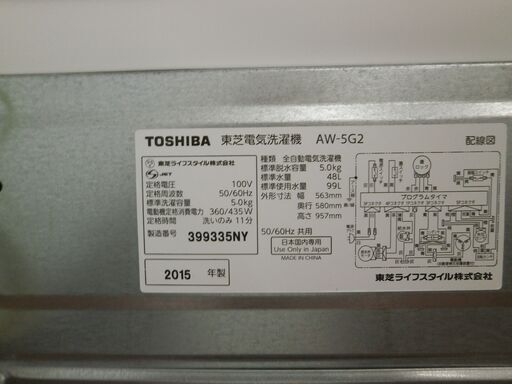 TOSHIBA 東芝電気洗濯機 AW-5G2 配線図
東芝ライフスタイル株式会社
JET
定格電圧 100V
定格周波数 50/60Hz
標準洗濯容量 5.0kg
電動機定格消費電力 360/435W
定格時間 洗いのみ 11分
製造番号 399335NY
2015 年製
種類 全自動電気洗濯機
標準脱水容量 5.0kg
標準水量 48L
標準使用水量 99L
外形寸法 幅 563mm
奥行 580mm
高さ 957mm
50/60Hz 共用
日本国内専用
Use Only in Japan
MADE IN CHINA
ロック
プログラムタイマ
東芝ライフスタイル株式会社